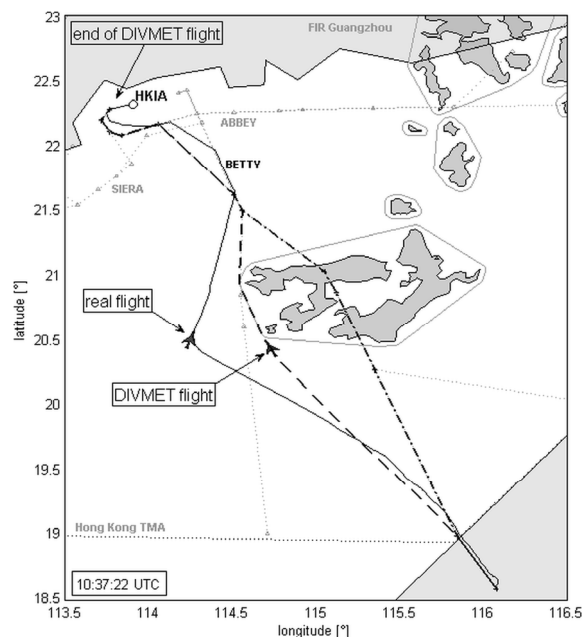 23
FIR Guangzhou
end of DIVMET flight
22.5
HKIA
ABBEY
22
BETTY
SIERA
21.5
21
latitude [°]
real flight
20.5
DIVMET flight
20
19.5
19
Hong Kong TMA
10:37:22 UTC
18.5
113.5 114 114.5 115 115.5 116 116.5
longitude [°]